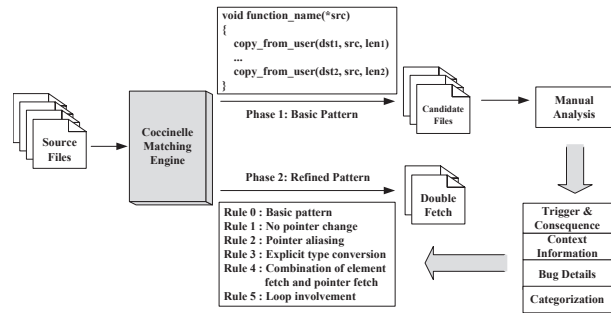 void function_name(*src)
{
copy_from_user(dst1, src, len1)
...
copy_from_user(dst2, src, len2)
}
Source
Files
Coccinelle
Matching
Engine
Phase 1: Basic Pattern
Candidate
Files
Manual
Analysis
Phase 2: Refined Pattern
Double
Fetch
Rule 0 : Basic pattern
Rule 1 : No pointer change
Rule 2 : Pointer aliasing
Rule 3 : Explicit type conversion
Rule 4 : Combination of element
fetch and pointer fetch
Rule 5 : Loop involvement
Trigger &
Consequence
Context
Information
Bug Details
Categorization